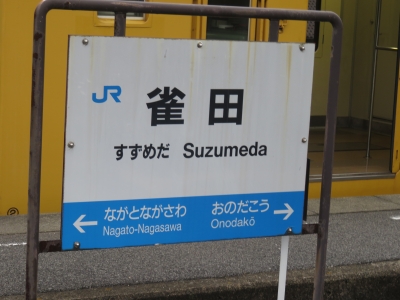 JR
雀田
すずめだ Suzumeda
ながとながさわ おのだこう
← Nagato-Nagasawa Onodakō →